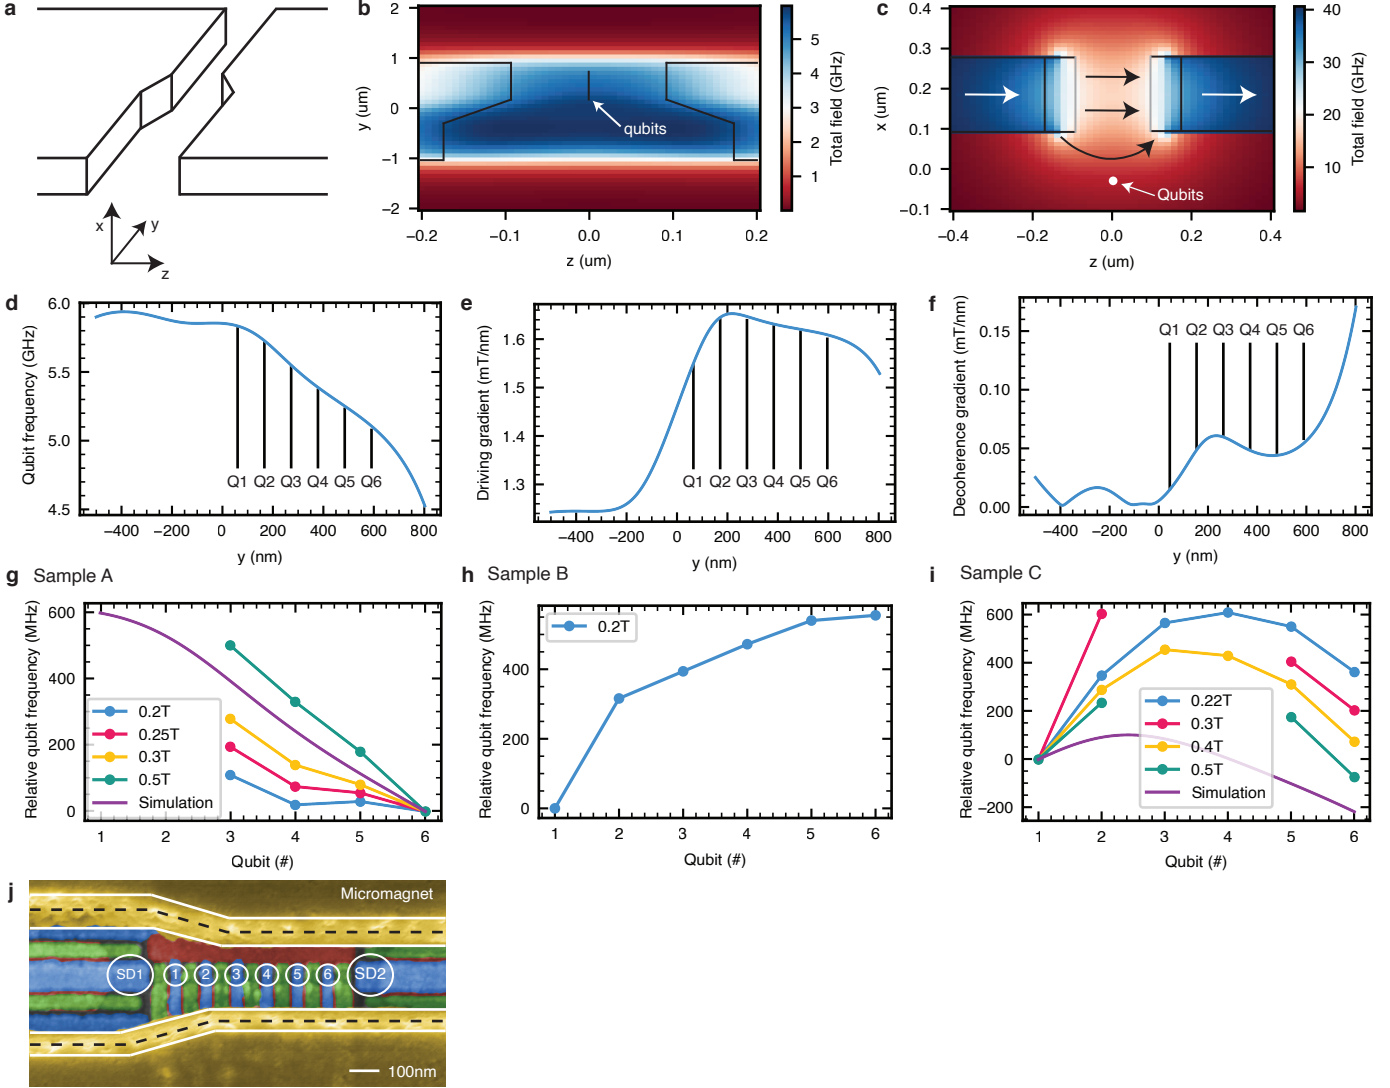 a
x
y
z
b
2
1
0
−1
−2
y (um)
−0.2
−0.1
0.0
0.1
0.2
z (um)
qubits
5
4
3
2
1
Total field (GHz)
c
0.4
0.3
0.2
0.1
0.0
−0.1
x (um)
−0.4
−0.2
0.0
0.2
0.4
z (um)
Qubits
40
30
20
10
Total field (GHz)
d
6.0
5.5
5.0
4.5
Qubit frequency (GHz)
Q1 Q2 Q3 Q4 Q5 Q6
−400 −200 0 200 400 600 800
y (nm)
e
1.6
1.5
1.4
1.3
Driving gradient (mT/nm)
Q1 Q2 Q3 Q4 Q5 Q6
−400 −200 0 200 400 600 800
y (nm)
f
0.15
0.10
0.05
0.00
Decoherence gradient (mT/nm)
Q1 Q2 Q3 Q4 Q5 Q6
−400 −200 0 200 400 600 800
y (nm)
g Sample A
600
400
200
0
Relative qubit frequency (MHz)
0.2T
0.25T
0.3T
0.5T
Simulation
1 2 3 4 5 6
Qubit (#)
h Sample B
400
200
0
Relative qubit frequency (MHz)
0.2T
1 2 3 4 5 6
Qubit (#)
i Sample C
600
400
200
0
−200
Relative qubit frequency (MHz)
0.22T
0.3T
0.4T
0.5T
Simulation
1 2 3 4 5 6
Qubit (#)
j
Micromagnet
SD1 1 2 3 4 5 6 SD2
100nm